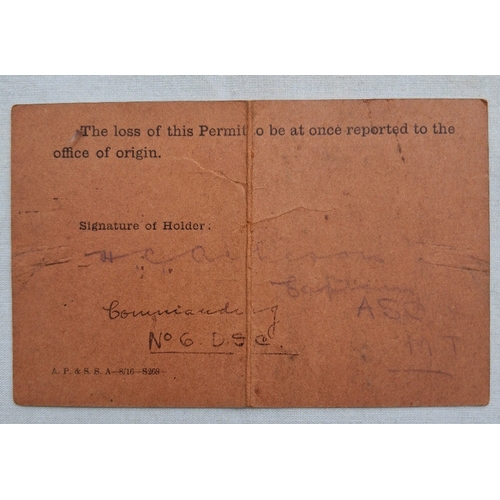 The loss of this Permit to be at once reported to the
office of origin.
Signature of Holder:
Captain
ASC
Commanding
No 6 D.S.C.
A. P. & S. S. A—8/16—S268—